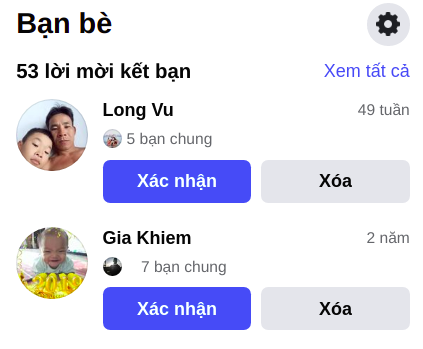 Bạn bè
53 lời mời kết bạn Xem tất cả
Long Vu 49 tuần
5 bạn chung
Xác nhận Xóa
Gia Khiem 2 năm
7 bạn chung
Xác nhận Xóa